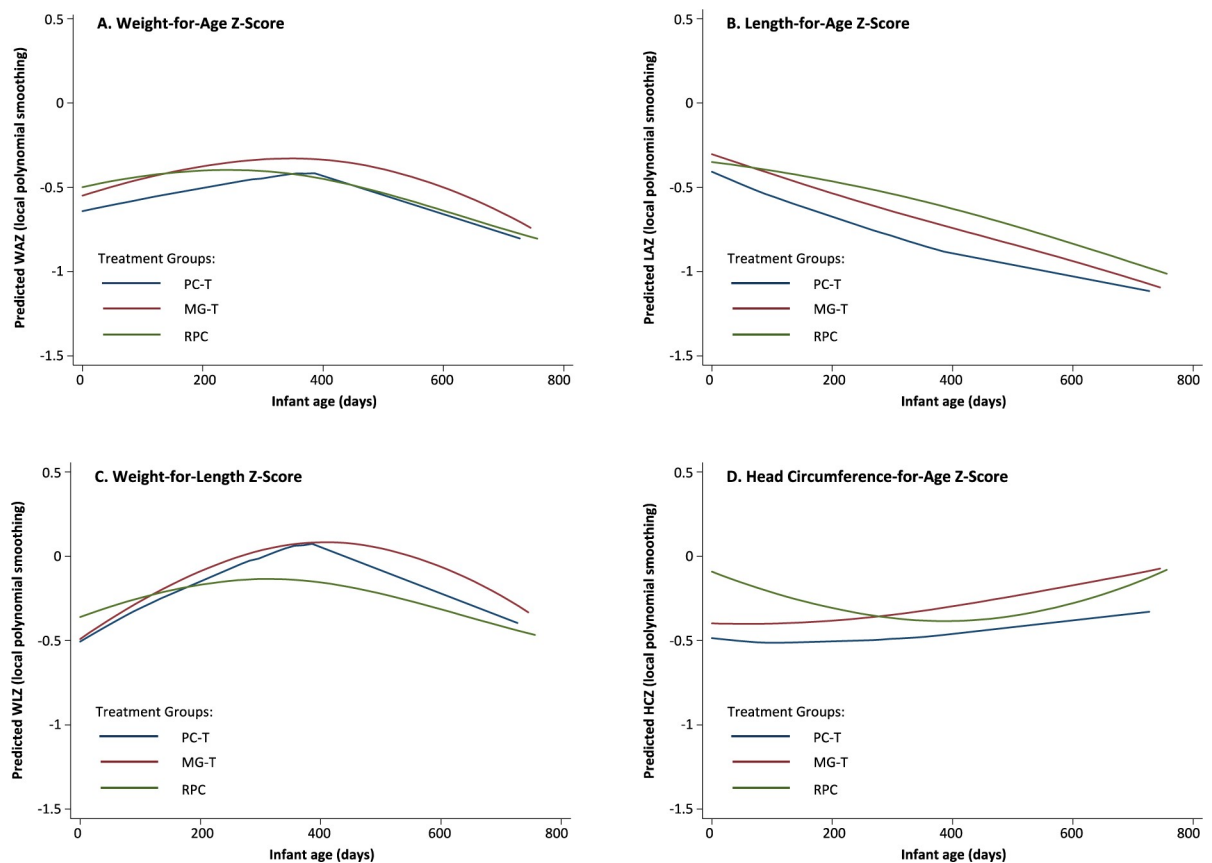 A. Weight-for-Age Z-Score
Predicted WAZ (local polynomial smoothing)
0.5
0
-0.5
-1
-1.5
Treatment Groups:
PC-T
MG-T
RPC
0 200 400 600 800
Infant age (days)
B. Length-for-Age Z-Score
Predicted LAZ (local polynomial smoothing)
0.5
0
-0.5
-1
-1.5
Treatment Groups:
PC-T
MG-T
RPC
0 200 400 600 800
Infant age (days)
C. Weight-for-Length Z-Score
Predicted WLZ (local polynomial smoothing)
0.5
0
-0.5
-1
-1.5
Treatment Groups:
PC-T
MG-T
RPC
0 200 400 600 800
Infant age (days)
D. Head Circumference-for-Age Z-Score
Predicted HCZ (local polynomial smoothing)
0.5
0
-0.5
-1
-1.5
Treatment Groups:
PC-T
MG-T
RPC
0 200 400 600 800
Infant age (days)